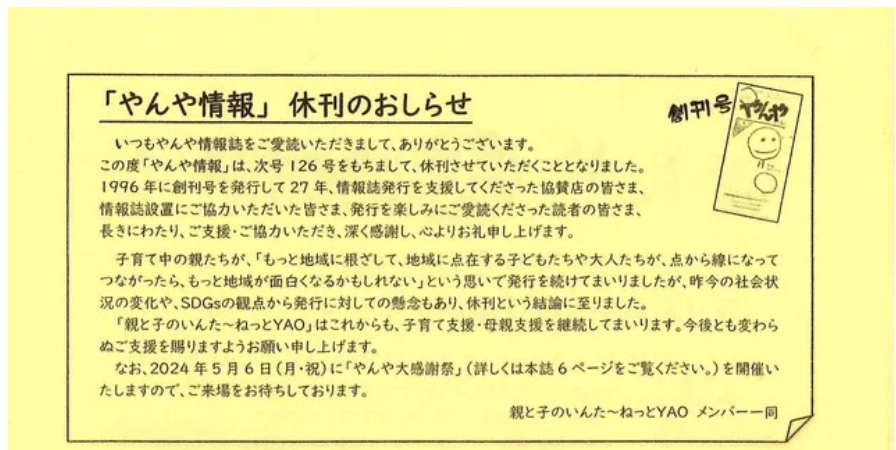 「やんや情報」 休刊のおしらせ
創刊号
やんや
いつもやんや情報誌をご愛読いただきまして、ありがとうございます。
この度「やんや情報」は、次号 126 号をもちまして、休刊させていただくこととなりました。
1996 年に創刊号を発行して 27 年、情報誌発行を支援してくださった協賛店の皆さま、
情報誌設置にご協力いただいた皆さま、発行を楽しみにご愛読くださった読者の皆さま、
長きにわたり、ご支援・ご協力いただき、深く感謝し、心よりお礼申し上げます。
子育て中の親たちが、「もっと地域に根ざして、地域に点在する子どもたちや大人たちが、点から線になって
つながったら、もっと地域が面白くなるかもしれない」という思いで発行を続けてまいりましたが、昨今の社会状
況の変化や、SDGsの観点から発行に対しての懸念もあり、休刊という結論に至りました。
「親と子のいんた～ねっとYAO」はこれからも、子育て支援・母親支援を継続してまいります。今後とも変わら
ぬご支援を賜りますようお願い申し上げます。
なお、2024 年 5 月 6 日（月・祝）に「やんや大感謝祭」（詳しくは本誌 6 ページをご覧ください。）を開催い
たしますので、ご来場をお待ちしております。
親と子のいんた～ねっとYAO メンバー一同